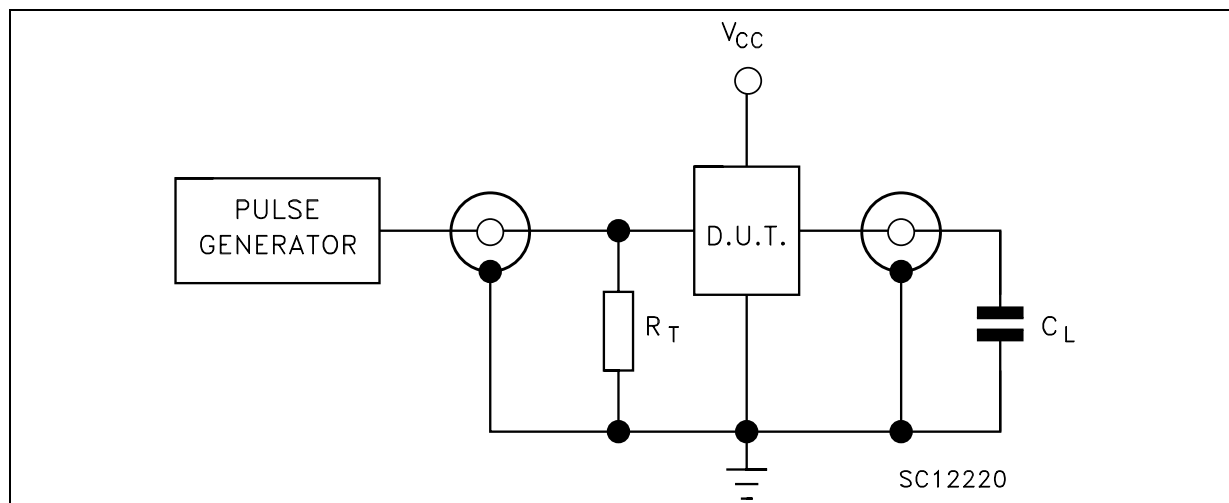 VCC
PULSE
GENERATOR
D.U.T.
RT
CL
SC12220